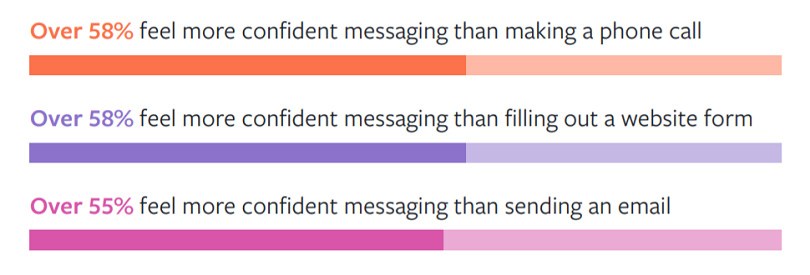 Over 58% feel more confident messaging than making a phone call
Over 58% feel more confident messaging than filling out a website form
Over 55% feel more confident messaging than sending an email